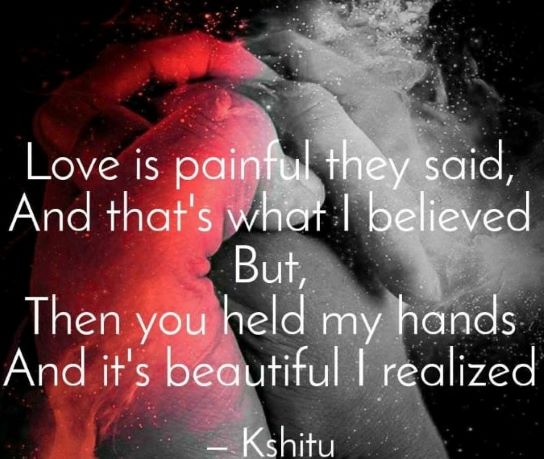 Love is painful they said,
And that's what I believed
But,
Then you held my hands
And it's beautiful I realized
– Kshitu